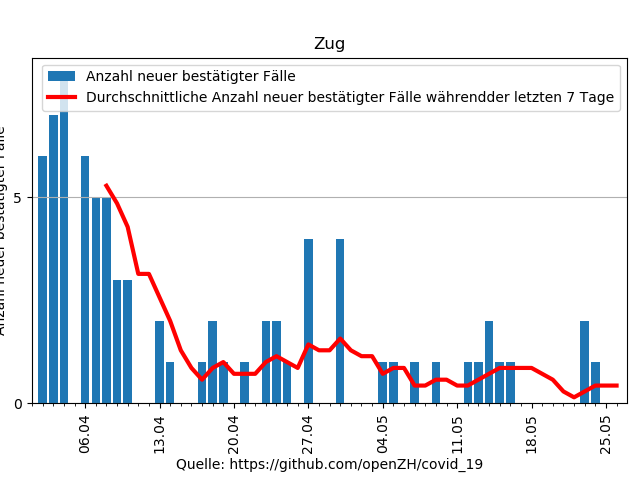 Zug
Anzahl neuer bestätigter Fälle
Durchschnittliche Anzahl neuer bestätigter Fälle währendder letzten 7 Tage
Anzahl neuer bestätigter Fälle
5
0
06.04
13.04
20.04
27.04
04.05
11.05
18.05
25.05
Quelle: https://github.com/openZH/covid_19